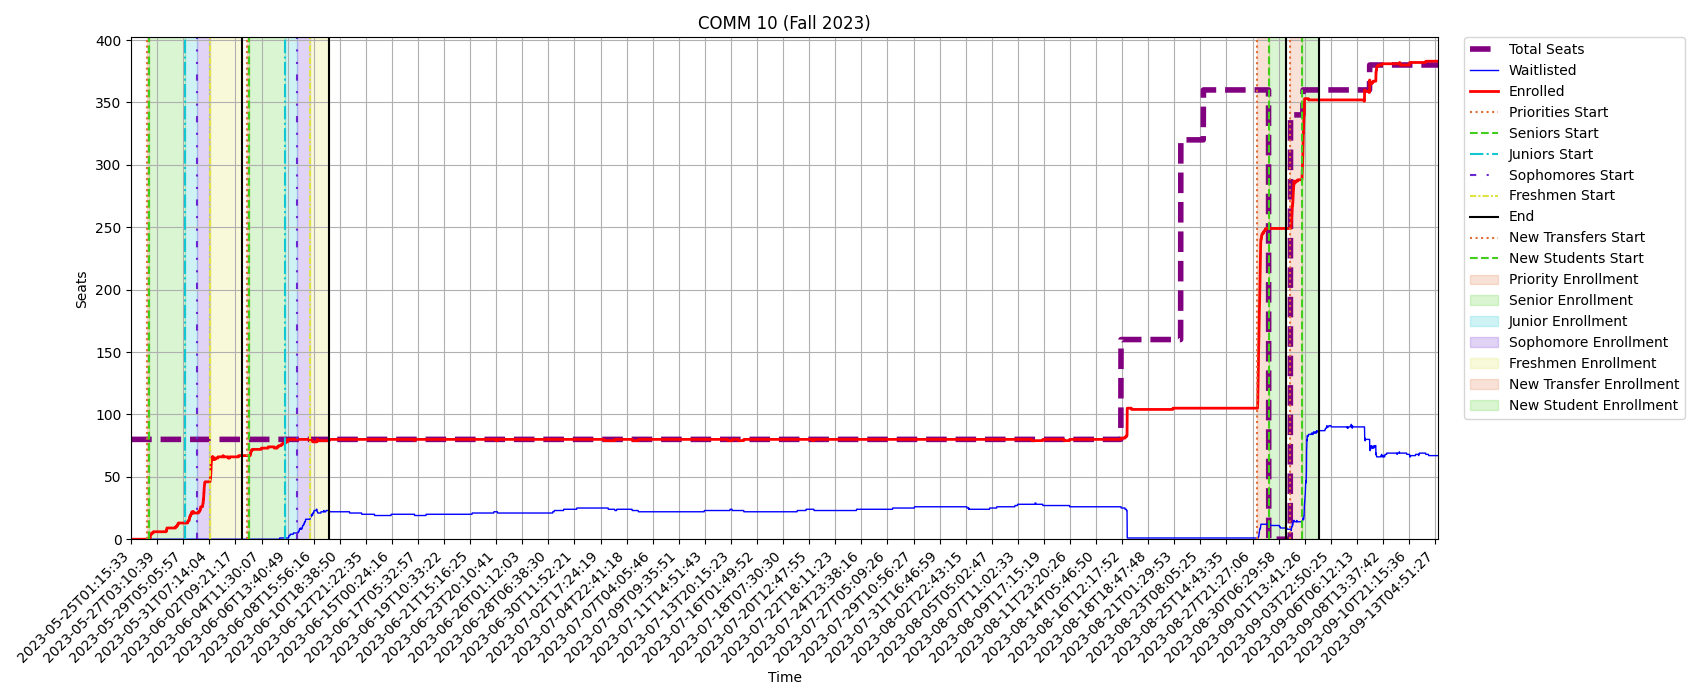 COMM 10 (Fall 2023)
400
350
300
250
200
150
100
50
0
Seats
2023-05-25T01:15:33
2023-05-27T03:10:39
2023-05-29T05:05:57
2023-05-31T07:14:04
2023-06-02T09:21:17
2023-06-04T11:30:07
2023-06-06T13:40:49
2023-06-08T15:56:16
2023-06-10T18:38:50
2023-06-12T21:22:35
2023-06-15T00:24:16
2023-06-17T05:32:57
2023-06-19T10:33:22
2023-06-21T15:16:25
2023-06-23T20:10:41
2023-06-26T01:12:03
2023-06-28T06:38:30
2023-06-30T11:52:21
2023-07-02T17:24:19
2023-07-04T22:41:18
2023-07-07T04:05:46
2023-07-09T09:35:51
2023-07-11T14:51:43
2023-07-13T20:15:23
2023-07-16T01:49:52
2023-07-18T07:30:30
2023-07-20T12:47:55
2023-07-22T18:11:23
2023-07-24T23:38:16
2023-07-27T05:09:26
2023-07-29T10:56:27
2023-07-31T16:46:59
2023-08-02T22:43:15
2023-08-05T05:02:47
2023-08-07T11:02:33
2023-08-09T17:15:19
2023-08-11T23:20:26
2023-08-14T05:46:50
2023-08-16T12:17:52
2023-08-18T18:47:48
2023-08-21T01:29:53
2023-08-23T08:05:25
2023-08-25T14:43:35
2023-08-27T21:27:06
2023-08-30T06:29:58
2023-09-01T13:41:26
2023-09-03T22:50:25
2023-09-06T06:12:13
2023-09-08T13:37:42
2023-09-10T21:15:36
2023-09-13T04:51:27
Time
Total Seats
Waitlisted
Enrolled
Priorities Start
Seniors Start
Juniors Start
Sophomores Start
Freshmen Start
End
New Transfers Start
New Students Start
Priority Enrollment
Senior Enrollment
Junior Enrollment
Sophomore Enrollment
Freshmen Enrollment
New Transfer Enrollment
New Student Enrollment